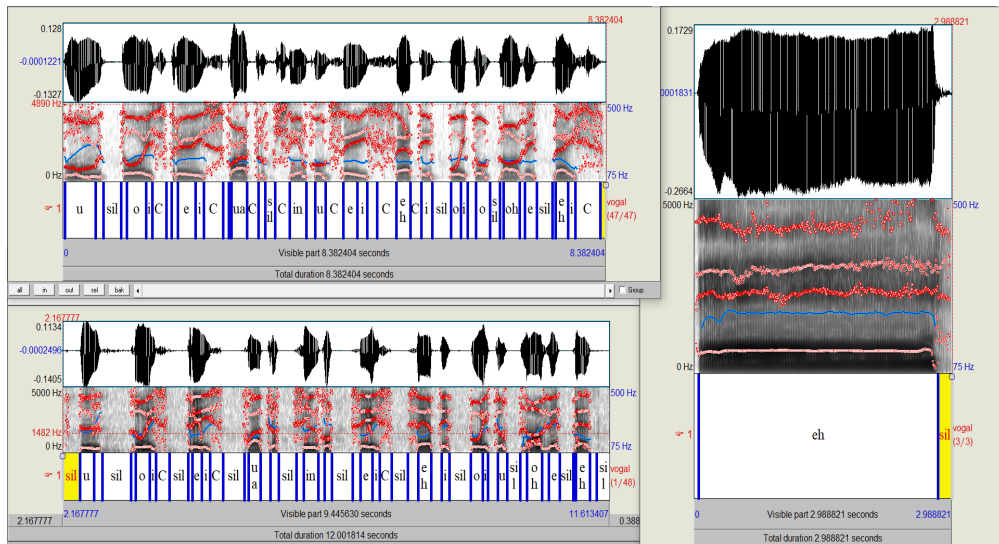 8.382404
0.128
-0.0001221
-0.1327
4890 Hz
500 Hz
0 Hz
75 Hz
1
u sil o i C e i C ua C sil C in u C e i C eh C i sil o i o sil oh e sil eh i C
vogal
(47/47)
0
Visible part 8.382404 seconds
8.382404
Total duration 8.382404 seconds
all in out sel bak
Group
2.167777
0.1134
-0.0002496
-0.1405
5000 Hz
500 Hz
1482 Hz
0 Hz
75 Hz
1
sil u sil o i C sil e i C sil ua sil in sil e i C sil eh i o i u sil oh e sil eh sil
vogal
(1/48)
2.167777
Visible part 9.445630 seconds
11.613407
2.167777
0.388
Total duration 12.001814 seconds
2.988821
0.1729
0001831
-0.2664
5000 Hz
500 Hz
0 Hz
75 Hz
1
eh
sil
vogal
(3/3)
0
Visible part 2.988821 seconds
2.988821
Total duration 2.988821 seconds